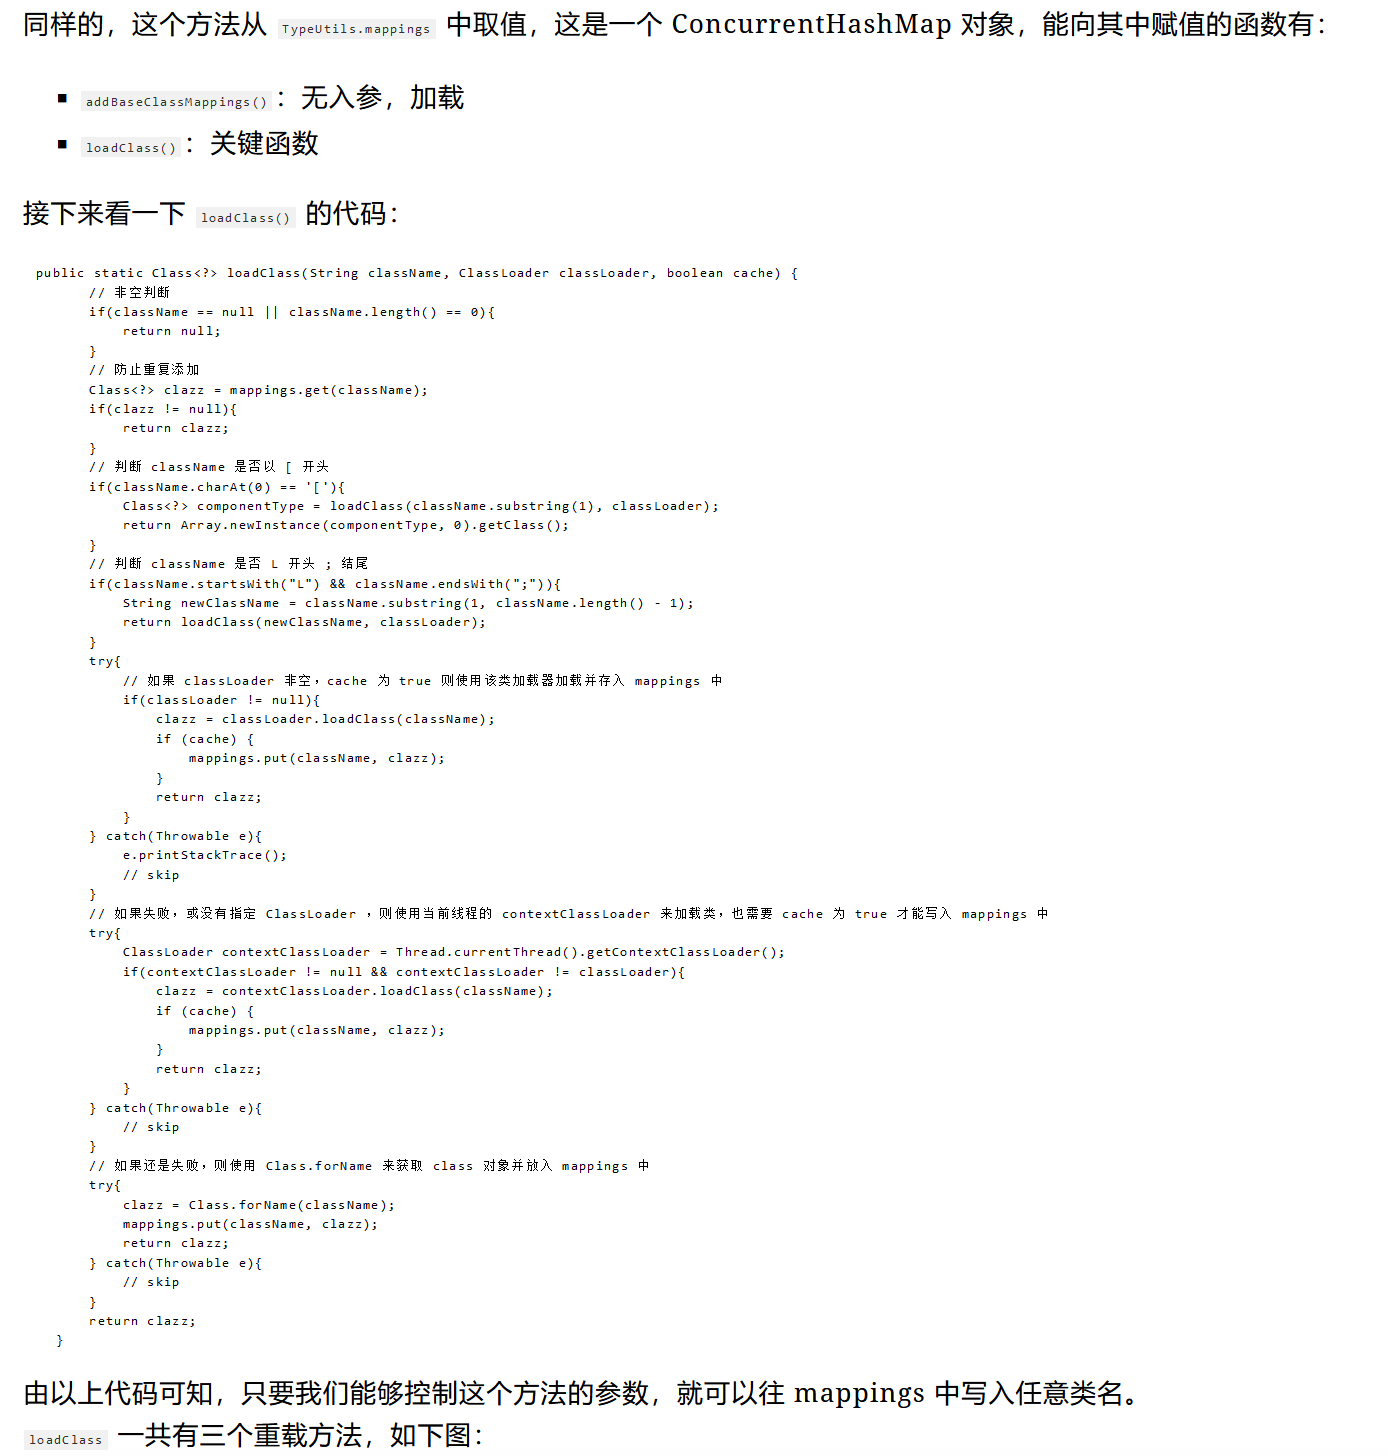 同样的，这个方法从 TypeUtils.mappings 中取值，这是一个 ConcurrentHashMap 对象，能向其中赋值的函数有：
▪ addBaseClassMappings() ：无入参，加载
▪ loadClass() ：关键函数
接下来看一下 loadClass() 的代码：
public static Class<?> loadClass(String className, ClassLoader classLoader, boolean cache) {
// 非空判断
if(className == null || className.length() == 0){
return null;
}
// 防止重复添加
Class<?> clazz = mappings.get(className);
if(clazz != null){
return clazz;
}
// 判断 className 是否以 [ 开头
if(className.charAt(0) == '['){
Class<?> componentType = loadClass(className.substring(1), classLoader);
return Array.newInstance(componentType, 0).getClass();
}
// 判断 className 是否 L 开头 ; 结尾
if(className.startsWith("L") && className.endsWith(";")){
String newClassName = className.substring(1, className.length() - 1);
return loadClass(newClassName, classLoader);
}
try{
// 如果 classLoader 非空，cache 为 true 则使用该类加载器加载并存入 mappings 中
if(classLoader != null){
clazz = classLoader.loadClass(className);
if (cache) {
mappings.put(className, clazz);
}
return clazz;
}
} catch(Throwable e){
e.printStackTrace();
// skip
}
// 如果失败，或没有指定 ClassLoader ，则使用当前线程的 contextClassLoader 来加载类，也需要 cache 为 true 才能写入 mappings 中
try{
ClassLoader contextClassLoader = Thread.currentThread().getContextClassLoader();
if(contextClassLoader != null && contextClassLoader != classLoader){
clazz = contextClassLoader.loadClass(className);
if (cache) {
mappings.put(className, clazz);
}
return clazz;
}
} catch(Throwable e){
// skip
}
// 如果还是失败，则使用 Class.forName 来获取 class 对象并放入 mappings 中
try{
clazz = Class.forName(className);
mappings.put(className, clazz);
return clazz;
} catch(Throwable e){
// skip
}
return clazz;
}
由以上代码可知，只要我们能够控制这个方法的参数，就可以往 mappings 中写入任意类名。
loadClass 一共有三个重载方法，如下图：